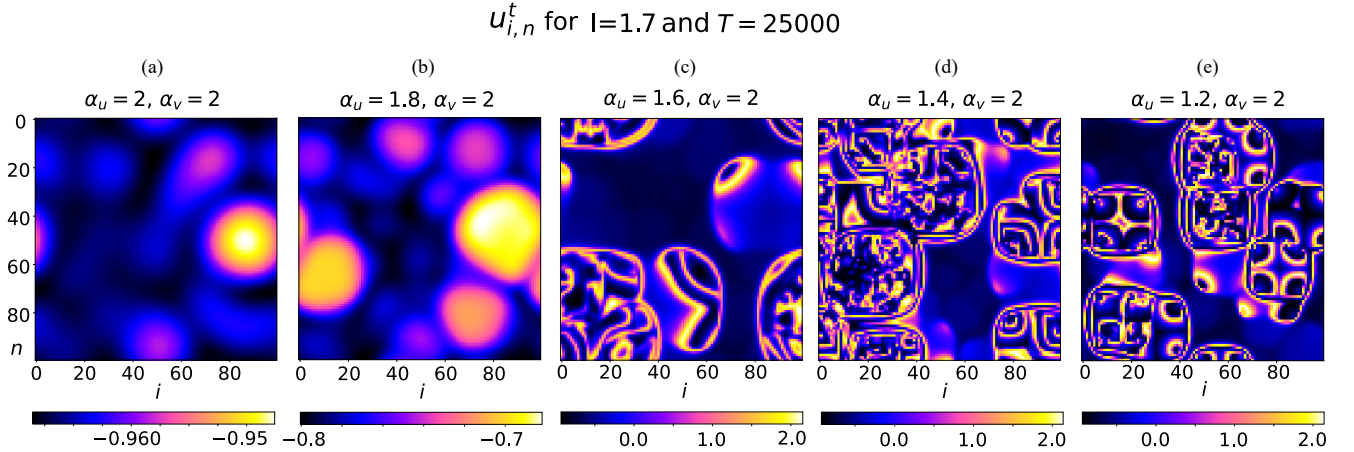 u^t_{i,n} for I=1.7 and T = 25000
(a) (b) (c) (d) (e)
α_u = 2, α_v = 2 α_u = 1.8, α_v = 2 α_u = 1.6, α_v = 2 α_u = 1.4, α_v = 2 α_u = 1.2, α_v = 2
0
20
40
60
80
n
0 20 40 60 80 0 20 40 60 80 0 20 40 60 80 0 20 40 60 80 0 20 40 60 80
i i i i i
−0.960 −0.95 −0.8 −0.7 0.0 1.0 2.0 0.0 1.0 2.0 0.0 1.0 2.0